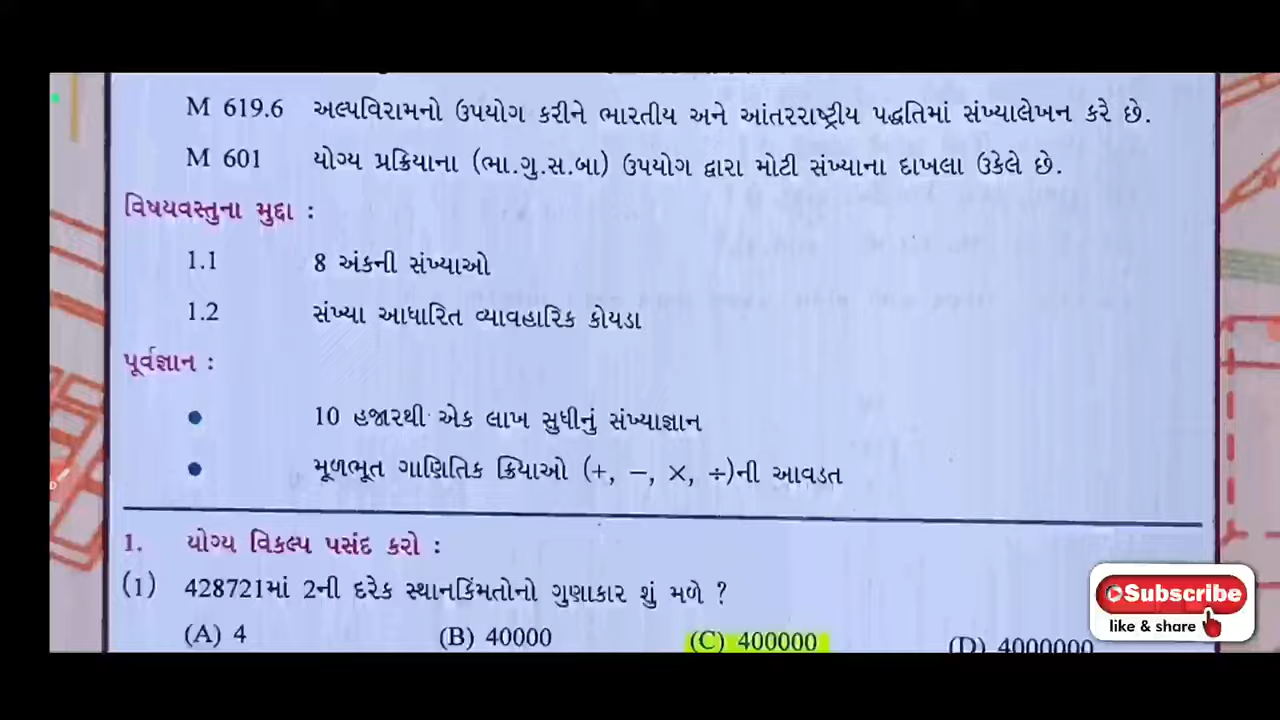 M 619.6 અલ્પવિરામનો ઉપયોગ કરીને ભારતીય અને આંતરરાષ્ટ્રીય પદ્ધતિમાં સંખ્યાલેખન કરે છે.
M 601 યોગ્ય પ્રક્રિયાના (ભા.ગુ.સ.બા) ઉપયોગ દ્વારા મોટી સંખ્યાના દાખલા ઉકેલે છે.
વિષયવસ્તુના મુદ્દા :
1.1 8 અંકની સંખ્યાઓ
1.2 સંખ્યા આધારિત વ્યાવહારિક કોયડા
પૂર્વજ્ઞાન :
● 10 હજારથી એક લાખ સુધીનું સંખ્યાજ્ઞાન
● મૂળભૂત ગાણિતિક ક્રિયાઓ (+, −, ×, ÷)ની આવડત
1. યોગ્ય વિકલ્પ પસંદ કરો :
(1) 428721માં 2ની દરેક સ્થાનકિંમતોનો ગુણાકાર શું મળે ?
(A) 4 (B) 40000 (C) 400000 (D) 4000000
Subscribe
like & share